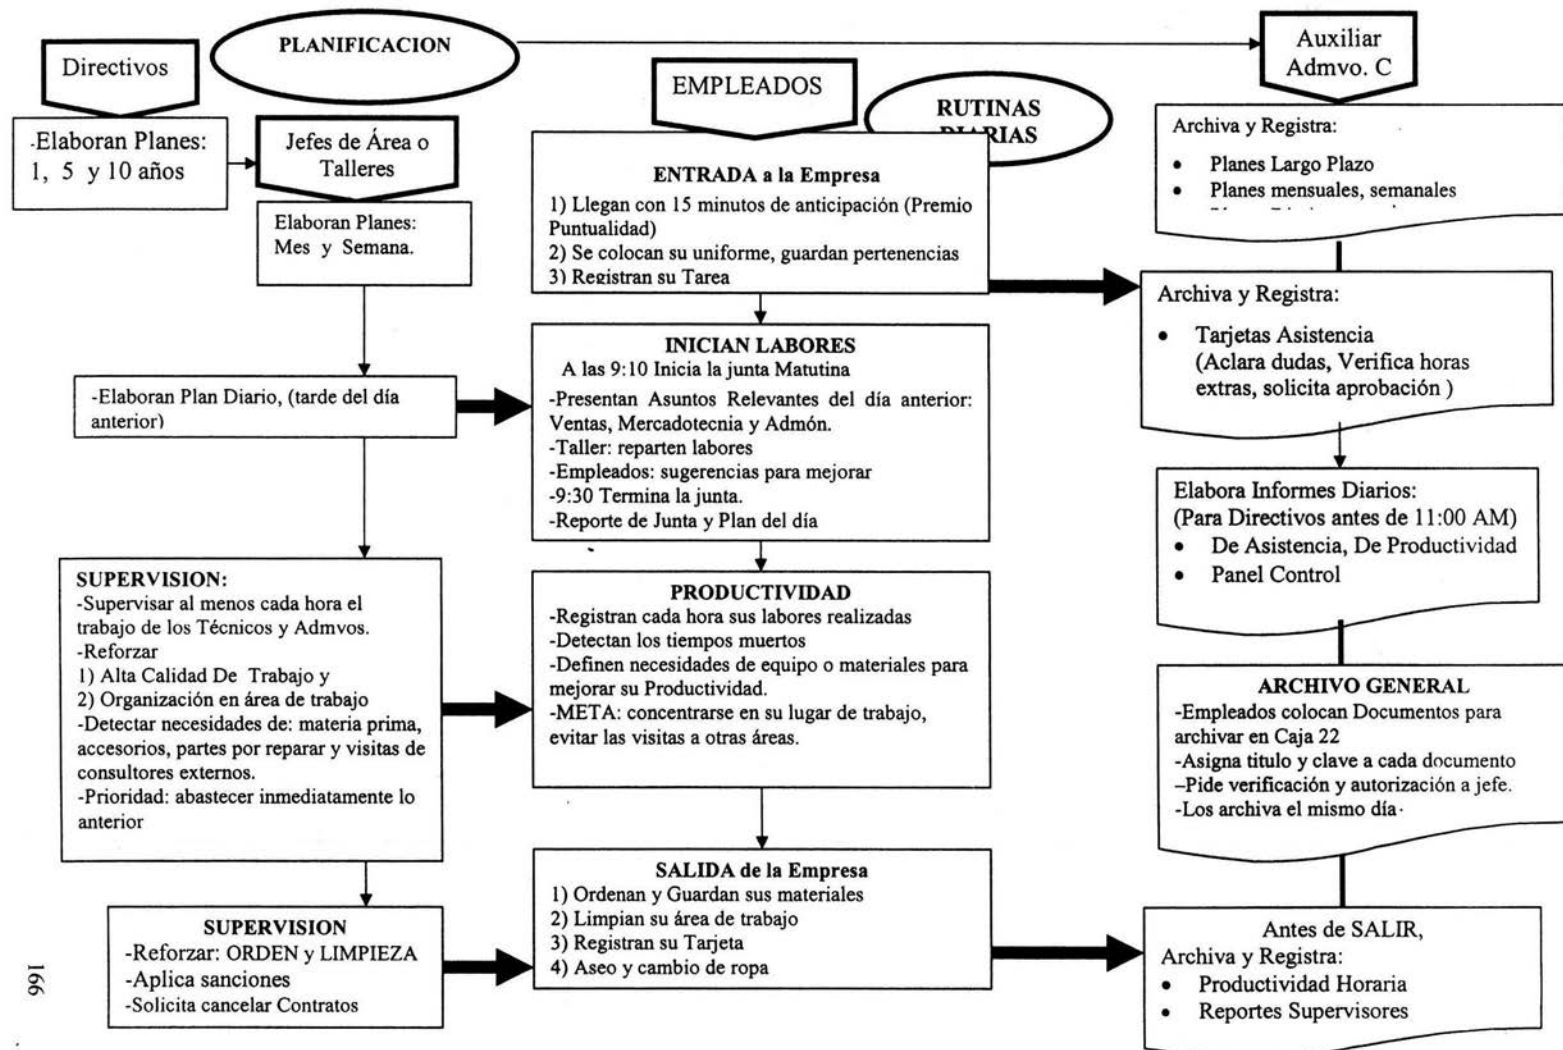 PLANIFICACION
Directivos
-Elaboran Planes:
1, 5 y 10 años
Jefes de Área o
Talleres
Elaboran Planes:
Mes y Semana.
-Elaboran Plan Diario, (tarde del día
anterior)
SUPERVISION:
-Supervisar al menos cada hora el
trabajo de los Técnicos y Admvos.
-Reforzar
1) Alta Calidad De Trabajo y
2) Organización en área de trabajo
-Detectar necesidades de: materia prima,
accesorios, partes por reparar y visitas de
consultores externos.
-Prioridad: abastecer inmediatamente lo
anterior
SUPERVISION
-Reforzar: ORDEN y LIMPIEZA
-Aplica sanciones
-Solicita cancelar Contratos
EMPLEADOS
RUTINAS
DIARIAS
ENTRADA a la Empresa
1) Llegan con 15 minutos de anticipación (Premio
Puntualidad)
2) Se colocan su uniforme, guardan pertenencias
3) Registran su Tarea
INICIAN LABORES
A las 9:10 Inicia la junta Matutina
-Presentan Asuntos Relevantes del día anterior:
Ventas, Mercadotecnia y Admón.
-Taller: reparten labores
-Empleados: sugerencias para mejorar
-9:30 Termina la junta.
-Reporte de Junta y Plan del día
PRODUCTIVIDAD
-Registran cada hora sus labores realizadas
-Detectan los tiempos muertos
-Definen necesidades de equipo o materiales para
mejorar su Productividad.
-META: concentrarse en su lugar de trabajo,
evitar las visitas a otras áreas.
SALIDA de la Empresa
1) Ordenan y Guardan sus materiales
2) Limpian su área de trabajo
3) Registran su Tarjeta
4) Aseo y cambio de ropa
Auxiliar
Admvo. C
Archiva y Registra:
• Planes Largo Plazo
• Planes mensuales, semanales
Archiva y Registra:
• Tarjetas Asistencia
(Aclara dudas, Verifica horas
extras, solicita aprobación )
Elabora Informes Diarios:
(Para Directivos antes de 11:00 AM)
• De Asistencia, De Productividad
• Panel Control
ARCHIVO GENERAL
-Empleados colocan Documentos para
archivar en Caja 22
-Asigna titulo y clave a cada documento
–Pide verificación y autorización a jefe.
-Los archiva el mismo día.
Antes de SALIR,
Archiva y Registra:
• Productividad Horaria
• Reportes Supervisores
166